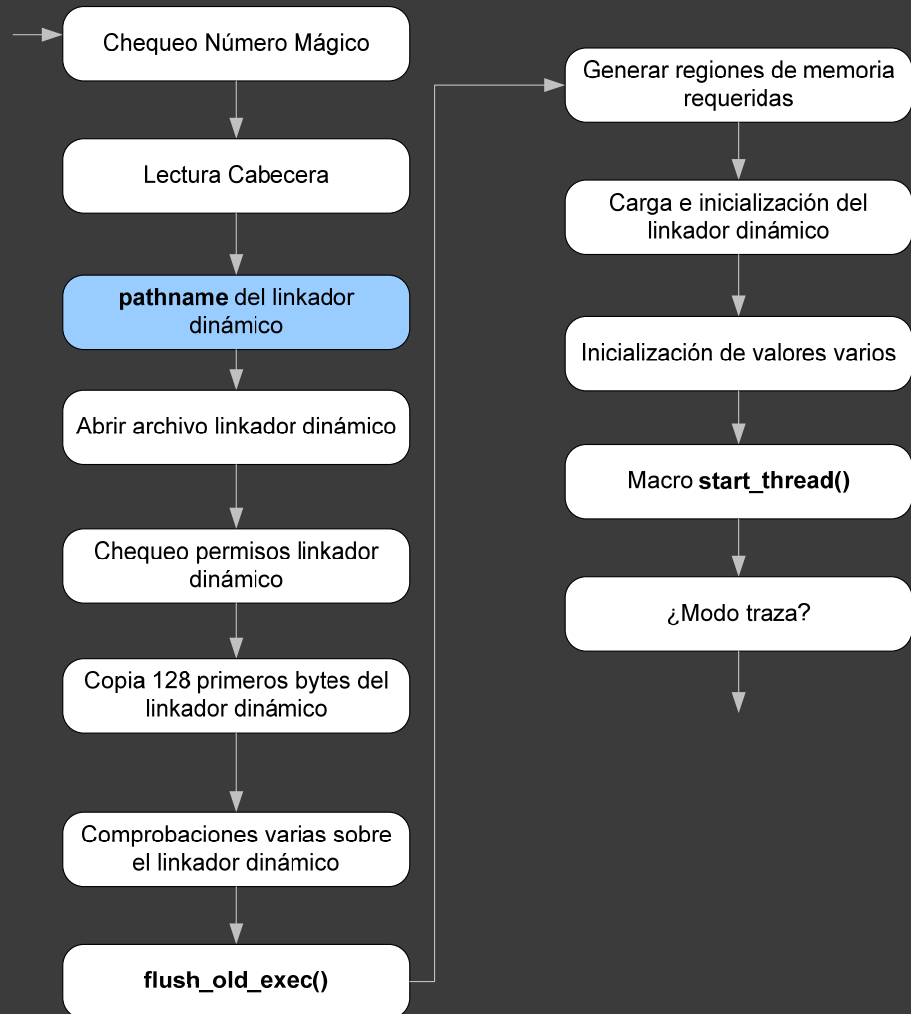 Chequeo Número Mágico
Lectura Cabecera
pathname del linkador
dinámico
Abrir archivo linkador dinámico
Chequeo permisos linkador
dinámico
Copia 128 primeros bytes del
linkador dinámico
Comprobaciones varias sobre
el linkador dinámico
flush_old_exec()
Generar regiones de memoria
requeridas
Carga e inicialización del
linkador dinámico
Inicialización de valores varios
Macro start_thread()
¿Modo traza?